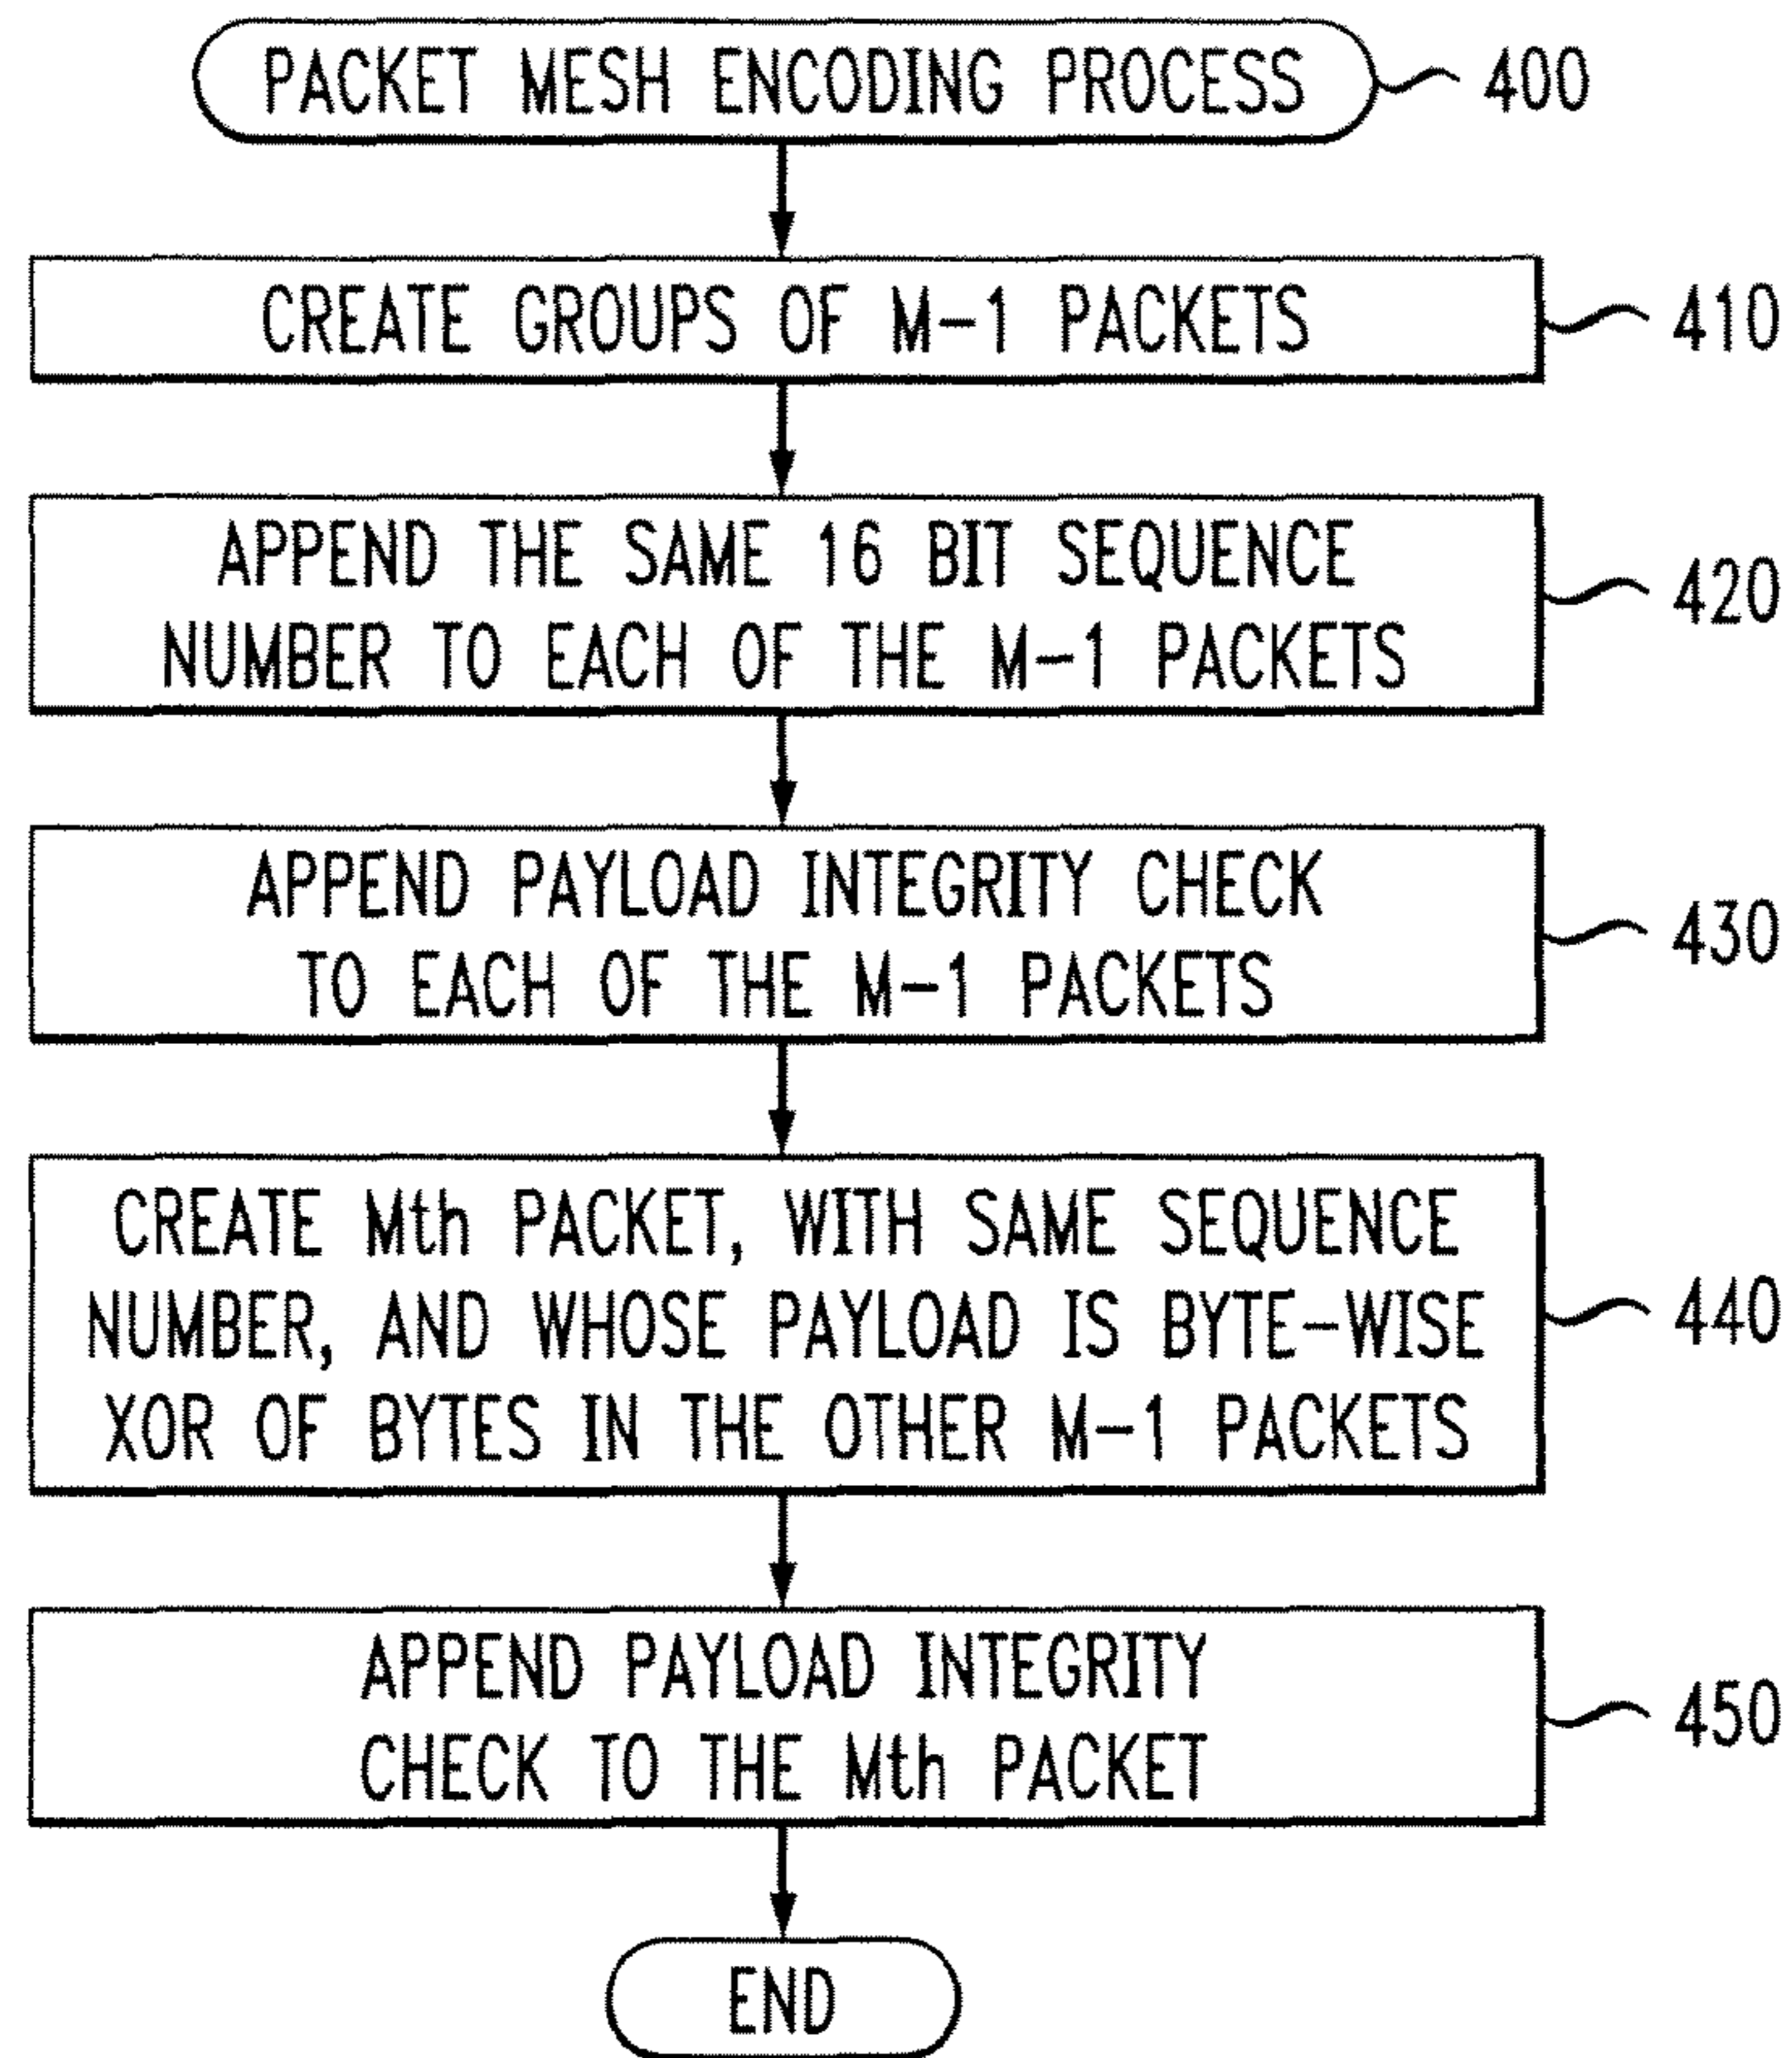 PACKET MESH ENCODING PROCESS 400
CREATE GROUPS OF M-1 PACKETS 410
APPEND THE SAME 16 BIT SEQUENCE
NUMBER TO EACH OF THE M-1 PACKETS
420
APPEND PAYLOAD INTEGRITY CHECK
TO EACH OF THE M-1 PACKETS
430
CREATE Mth PACKET, WITH SAME SEQUENCE
NUMBER, AND WHOSE PAYLOAD IS BYTE-WISE
XOR OF BYTES IN THE OTHER M-1 PACKETS
440
APPEND PAYLOAD INTEGRITY
CHECK TO THE Mth PACKET
450
END